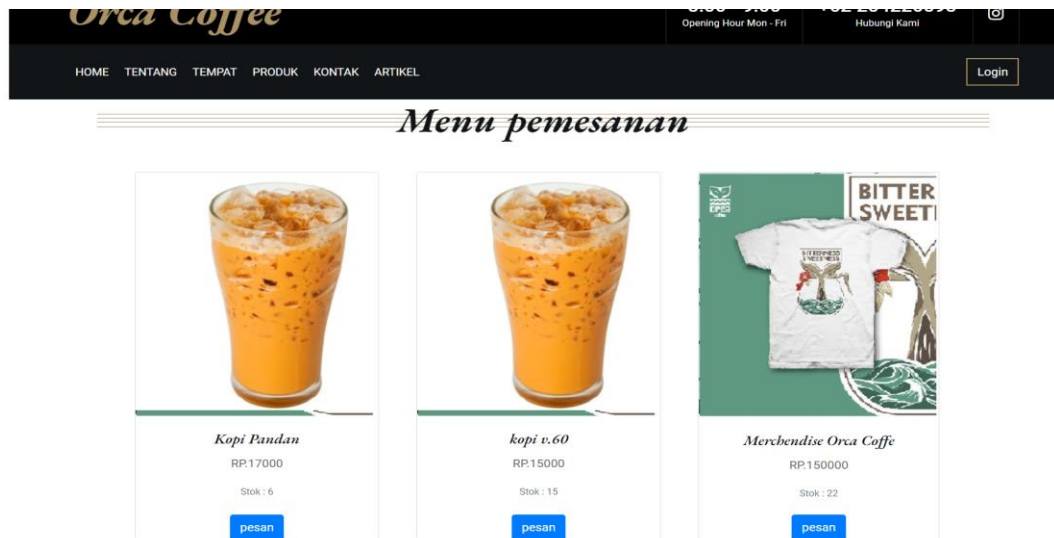 Orca Coffee
Opening Hour Mon - Fri
Hubungi Kami
HOME TENTANG TEMPAT PRODUK KONTAK ARTIKEL
Login
Menu pemesanan
BITTER
SWEET
BITTERNESS
SWEETNESS
Kopi Pandan
RP.17000
Stok : 6
pesan
kopi v.60
RP.15000
Stok : 15
pesan
Merchendise Orca Coffe
RP.150000
Stok : 22
pesan